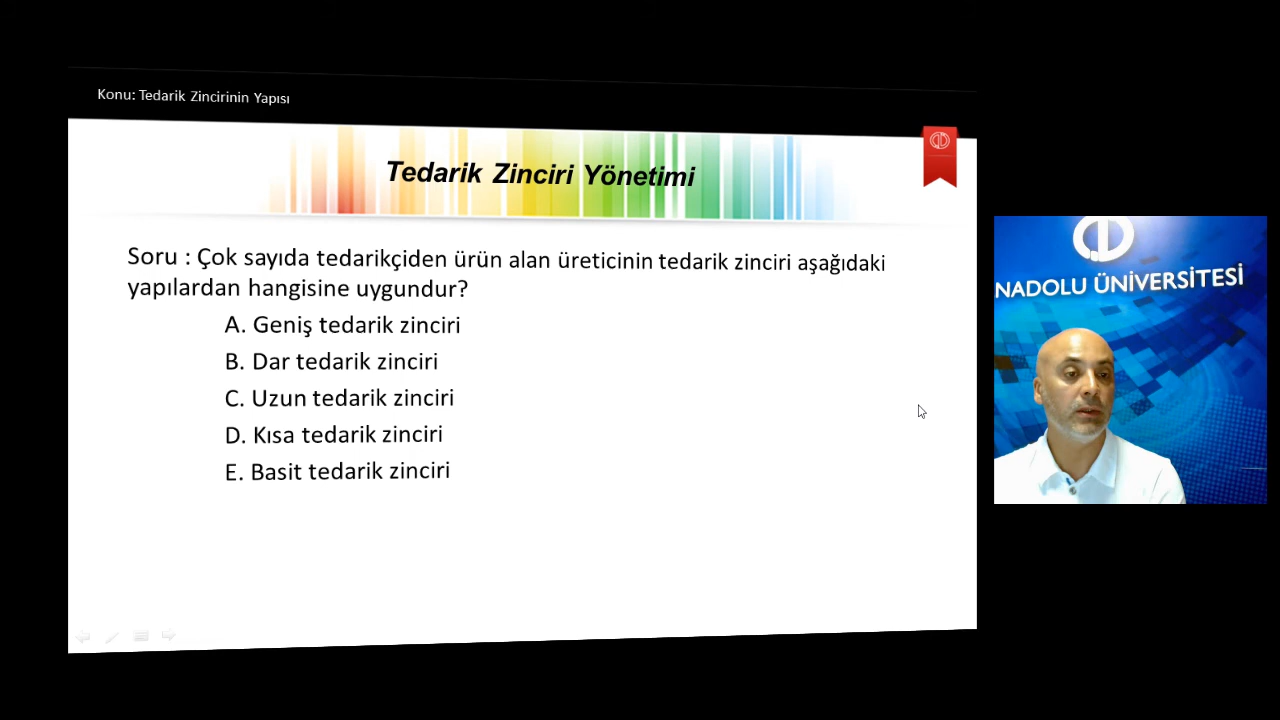 Konu: Tedarik Zincirinin Yapısı
Tedarik Zinciri Yönetimi
Soru : Çok sayıda tedarikçiden ürün alan üreticinin tedarik zinciri aşağıdaki
yapılardan hangisine uygundur?
A. Geniş tedarik zinciri
B. Dar tedarik zinciri
C. Uzun tedarik zinciri
D. Kısa tedarik zinciri
E. Basit tedarik zinciri
NADOLU ÜNİVERSİTESİ